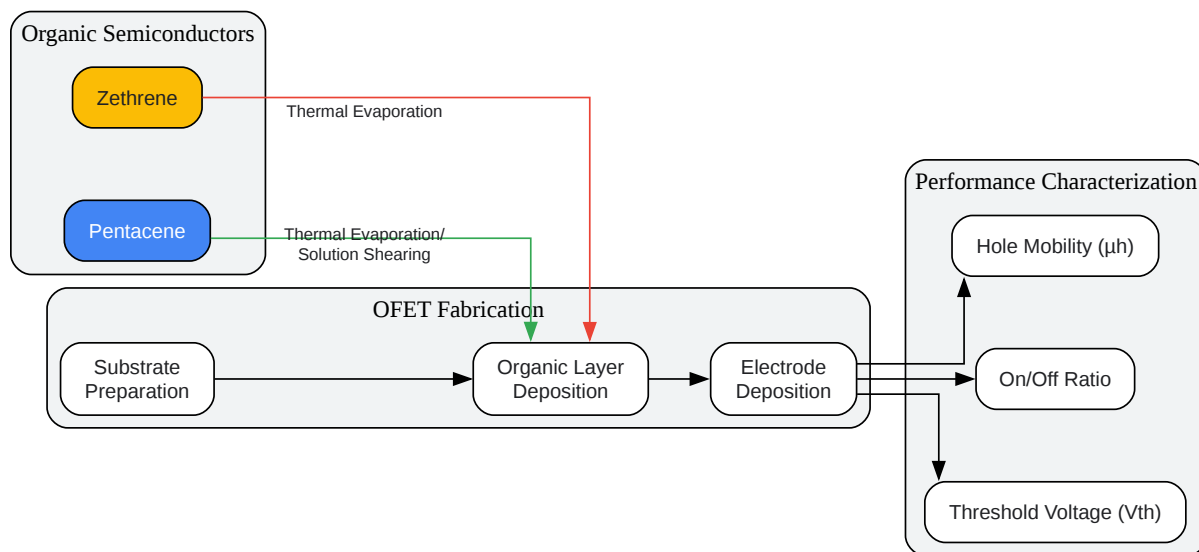 Organic Semiconductors
Zethrene
Thermal Evaporation
Pentacene
Thermal Evaporation/
Solution Shearing
OFET Fabrication
Substrate
Preparation
Organic Layer
Deposition
Electrode
Deposition
Performance Characterization
Hole Mobility (µh)
On/Off Ratio
Threshold Voltage (Vth)